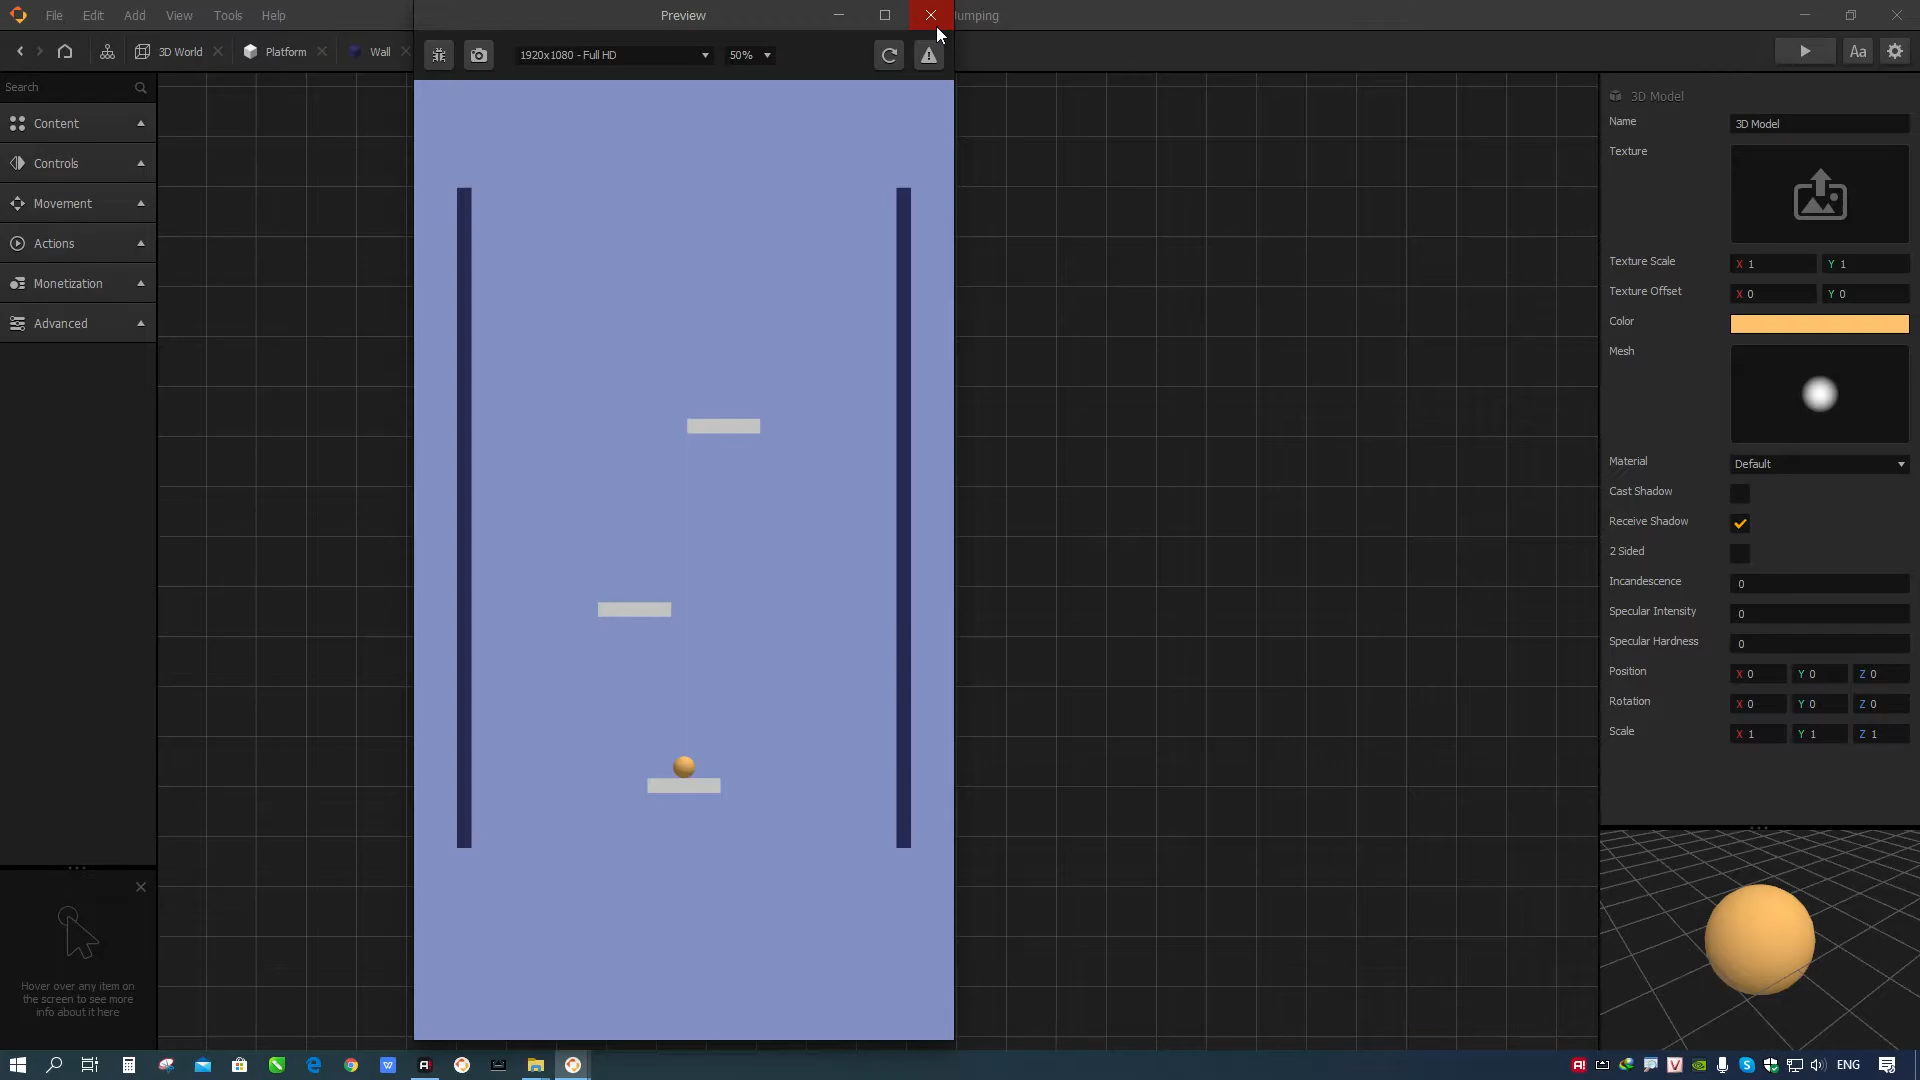 File Edit Add View Tools Help
Preview
Jumping
3D World
Platform
Wall
1920x1080 - Full HD
50%
Aa
Search
Content
Controls
Movement
Actions
Monetization
Advanced
Hover over any item on
the screen to see more
info about it here
3D Model
Name
3D Model
Texture
Texture Scale
X 1
Y 1
Texture Offset
X 0
Y 0
Color
Mesh
Material
Default
Cast Shadow
Receive Shadow
2 Sided
Incandescence
0
Specular Intensity
0
Specular Hardness
0
Position
X 0
Y 0
Z 0
Rotation
X 0
Y 0
Z 0
Scale
X 1
Y 1
Z 1
ENG